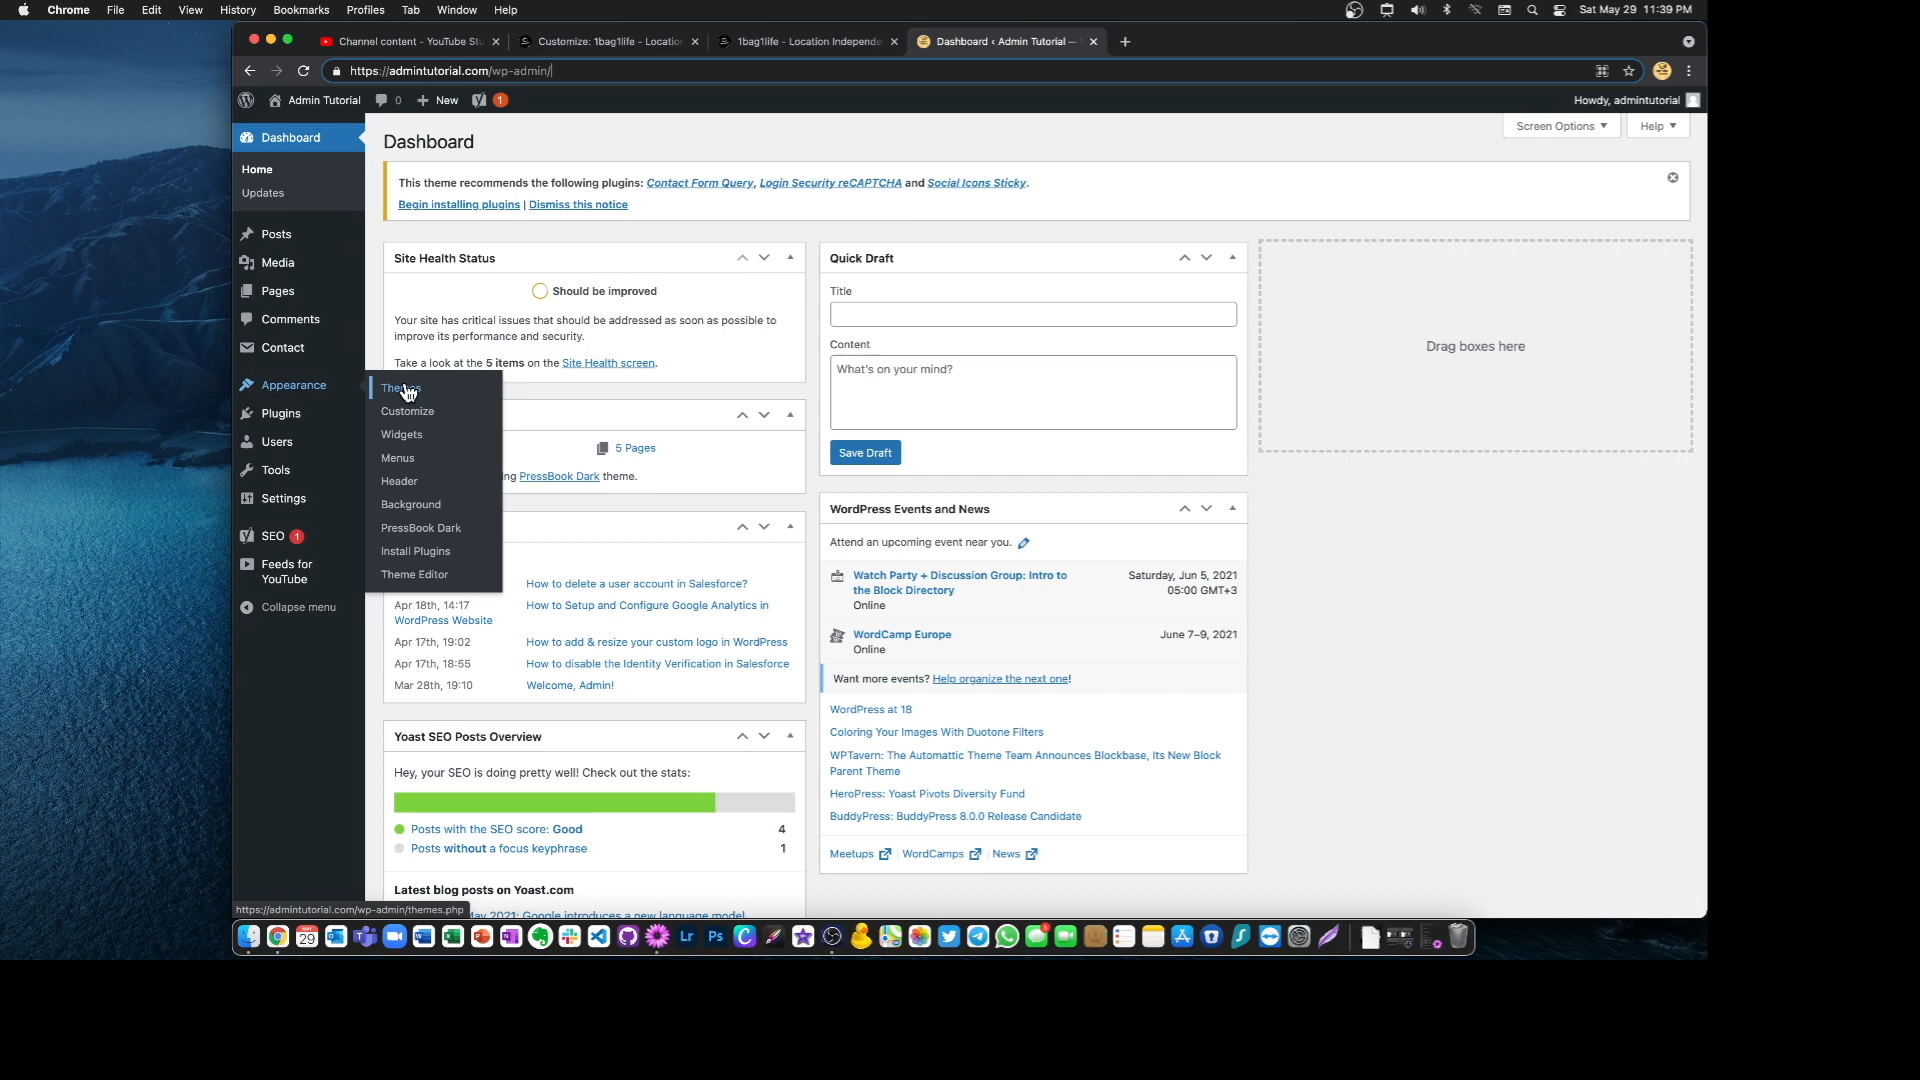 Chrome File Edit View History Bookmarks Profiles Tab Window Help Sat May 29 11:39 PM
Channel content - YouTube Stu Customize: 1bag1life - Location 1bag1life - Location Independe Dashboard ‹ Admin Tutorial —
https://admintutorial.com/wp-admin/
Admin Tutorial 0 New 1 Howdy, admintutorial
Dashboard
Home
Updates
Posts
Media
Pages
Comments
Contact
Appearance
Plugins
Users
Tools
Settings
SEO 1
Feeds for
YouTube
Collapse menu
Customize
Widgets
Menus
Header
Background
PressBook Dark
Install Plugins
Theme Editor
Dashboard
Screen Options Help
This theme recommends the following plugins: Contact Form Query, Login Security reCAPTCHA and Social Icons Sticky.
Begin installing plugins | Dismiss this notice
Site Health Status
Should be improved
Your site has critical issues that should be addressed as soon as possible to
improve its performance and security.
Take a look at the 5 items on the Site Health screen.
5 Pages
PressBook Dark theme.
How to delete a user account in Salesforce?
Apr 18th, 14:17 How to Setup and Configure Google Analytics in
WordPress Website
Apr 17th, 19:02 How to add & resize your custom logo in WordPress
Apr 17th, 18:55 How to disable the Identity Verification in Salesforce
Mar 28th, 19:10 Welcome, Admin!
Yoast SEO Posts Overview
Hey, your SEO is doing pretty well! Check out the stats:
Posts with the SEO score: Good 4
Posts without a focus keyphrase 1
Latest blog posts on Yoast.com
May 2021: Google introduces a new language model
Quick Draft
Title
Content
What's on your mind?
Save Draft
WordPress Events and News
Attend an upcoming event near you.
Watch Party + Discussion Group: Intro to Saturday, Jun 5, 2021
the Block Directory 05:00 GMT+3
Online
WordCamp Europe June 7–9, 2021
Online
Want more events? Help organize the next one!
WordPress at 18
Coloring Your Images With Duotone Filters
WPTavern: The Automattic Theme Team Announces Blockbase, Its New Block
Parent Theme
HeroPress: Yoast Pivots Diversity Fund
BuddyPress: BuddyPress 8.0.0 Release Candidate
Meetups | WordCamps | News
Drag boxes here
https://admintutorial.com/wp-admin/themes.php
MAY
29
Lr Ps